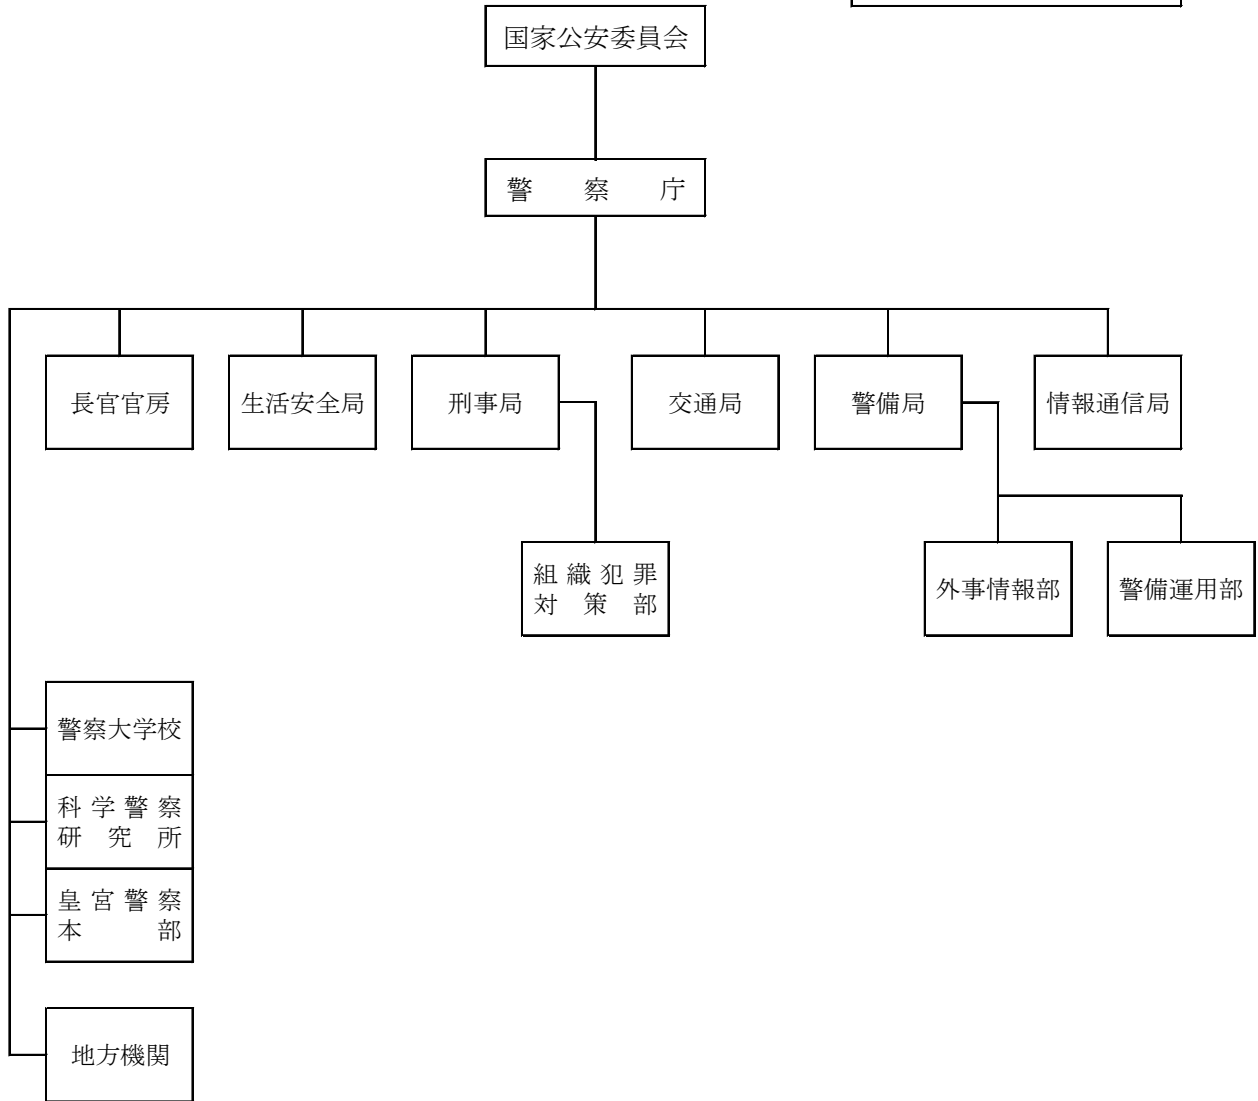 国家公安委員会
警察庁
長官官房
生活安全局
刑事局
交通局
警備局
情報通信局
組織犯罪
対策部
外事情報部
警備運用部
警察大学校
科学警察
研究所
皇宮警察
本部
地方機関